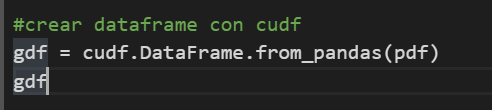 #crear dataframe con cudf
gdf = cudf.DataFrame.from_pandas(pdf)
gdf